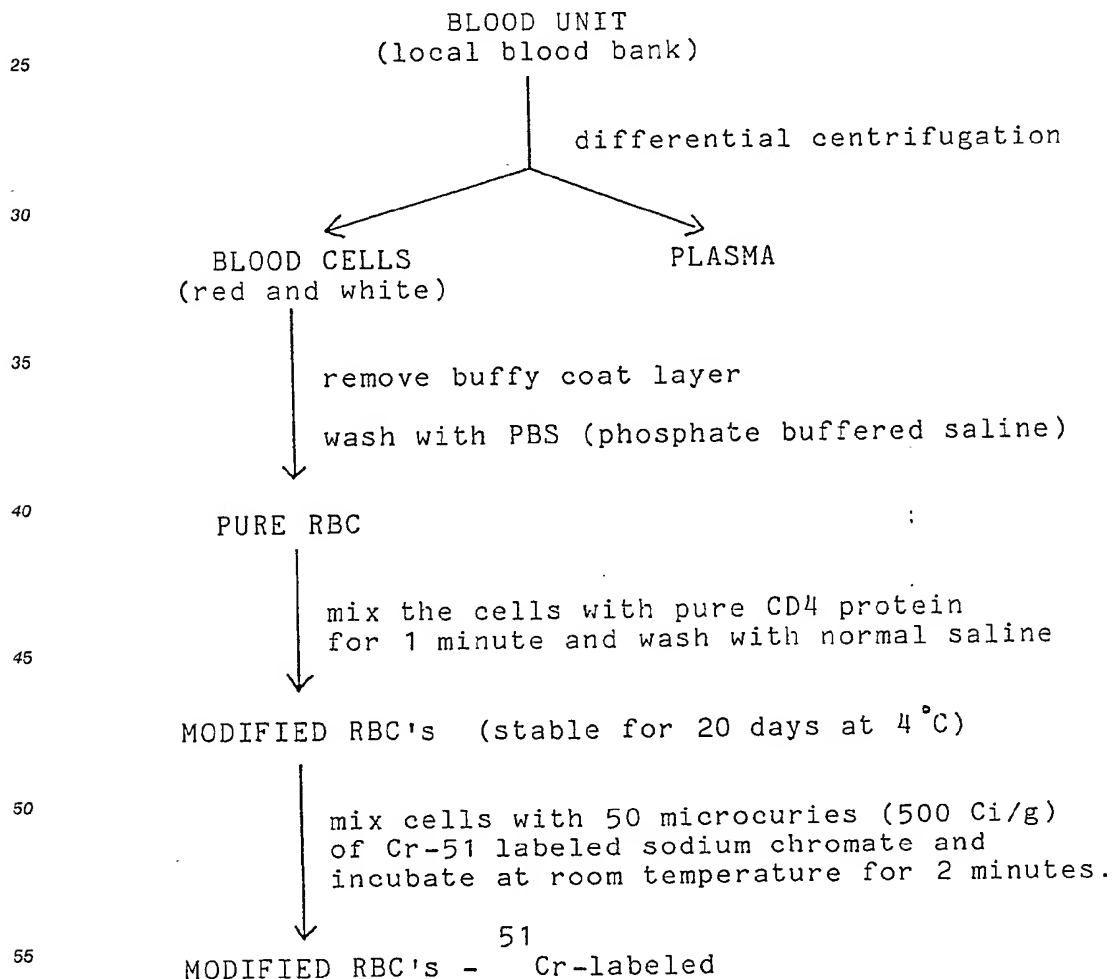 BLOOD UNIT
(local blood bank)
25
differential centrifugation
30
BLOOD CELLS PLASMA
(red and white)
35
remove buffy coat layer
wash with PBS (phosphate buffered saline)
40
PURE RBC
mix the cells with pure CD4 protein
for 1 minute and wash with normal saline
45
MODIFIED RBC's (stable for 20 days at 4°C)
50
mix cells with 50 microcuries (500 Ci/g)
of Cr-51 labeled sodium chromate and
incubate at room temperature for 2 minutes.
51
55
MODIFIED RBC's - Cr-labeled